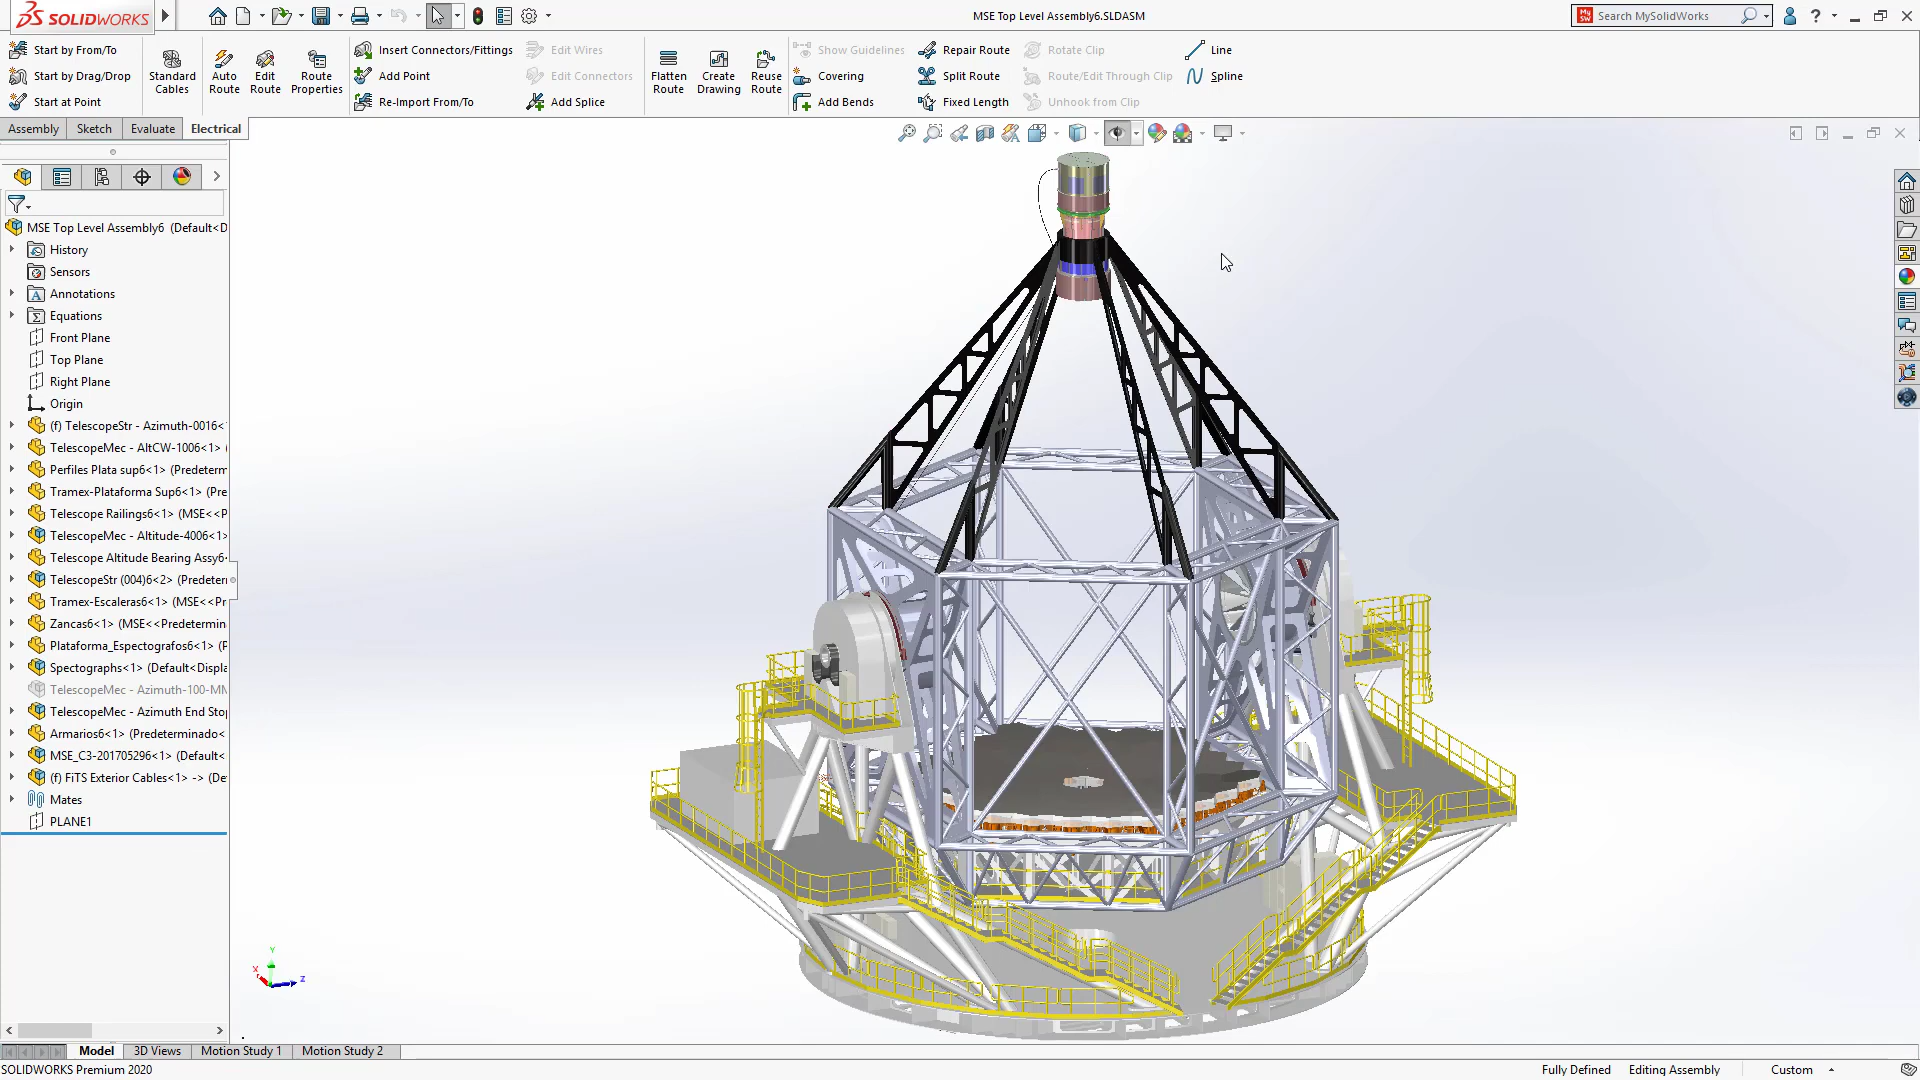 SOLIDWORKS
MSE Top Level Assembly6.SLDASM
Search MySolidWorks
Start by From/To
Start by Drag/Drop
Start at Point
Standard Cables
Auto Route
Edit Route
Route Properties
Insert Connectors/Fittings
Add Point
Re-Import From/To
Edit Wires
Edit Connectors
Add Splice
Flatten Route
Create Drawing
Reuse Route
Show Guidelines
Covering
Add Bends
Repair Route
Split Route
Fixed Length
Rotate Clip
Route/Edit Through Clip
Unhook from Clip
Line
Spline
Assembly
Sketch
Evaluate
Electrical
MSE Top Level Assembly6 (Default<D
History
Sensors
Annotations
Equations
Front Plane
Top Plane
Right Plane
Origin
(f) TelescopeStr - Azimuth-0016<
TelescopeMec - AltCW-1006<1> (
Perfiles Plata sup6<1> (Predeterm
Tramex-Plataforma Sup6<1> (Pre
Telescope Railings6<1> (MSE<<P
TelescopeMec - Altitude-4006<1>
Telescope Altitude Bearing Assy6
TelescopeStr (004)6<2> (Predeter
Tramex-Escaleras6<1> (MSE<<Pr
Zancas6<1> (MSE<<Predetermin
Plataforma_Espectografos6<1> (P
Spectographs<1> (Default<Displa
TelescopeMec - Azimuth-100-MM
TelescopeMec - Azimuth End Sto
Armarios6<1> (Predeterminado<
MSE_C3-201705296<1> (Default<
(f) FiTS Exterior Cables<1> -> (De
Mates
PLANE1
Y
X
Z
Model
3D Views
Motion Study 1
Motion Study 2
SOLIDWORKS Premium 2020
Fully Defined
Editing Assembly
Custom